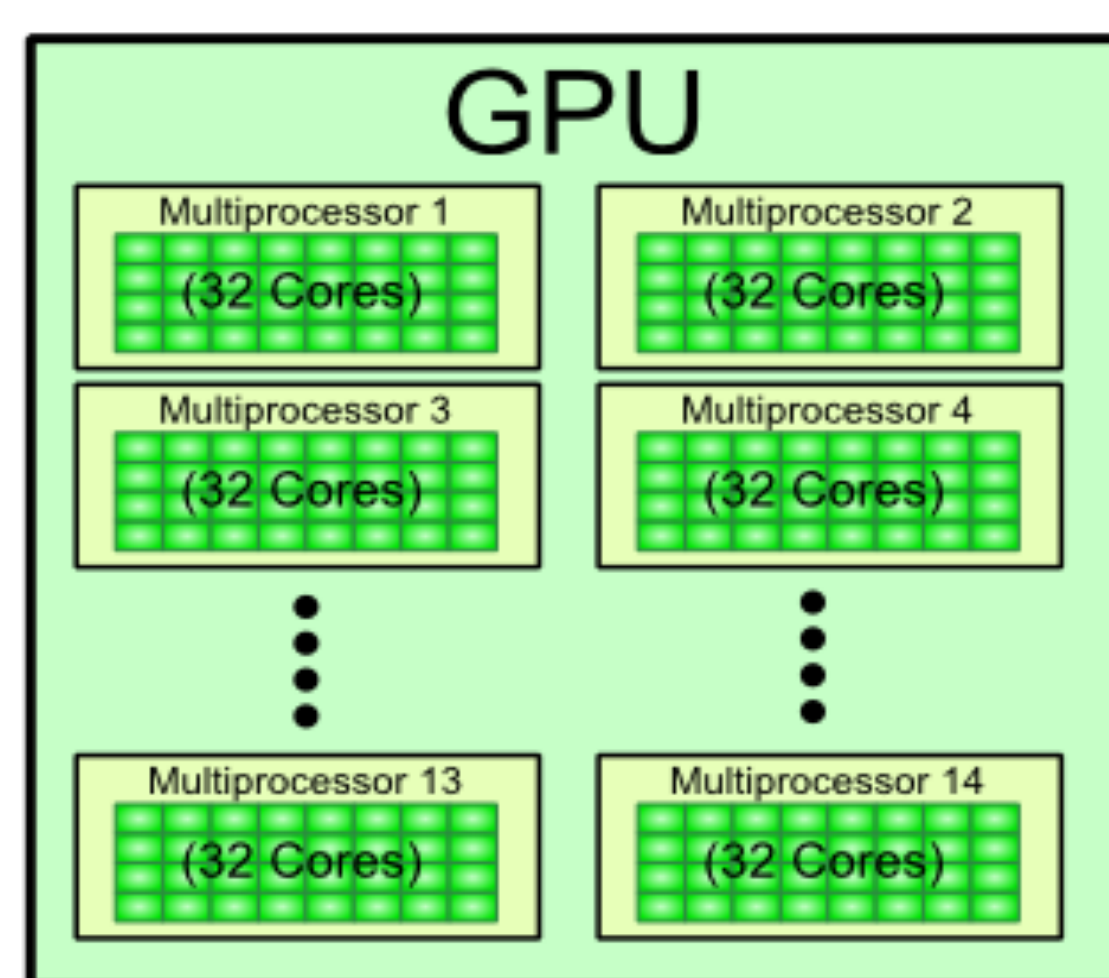 GPU
Multiprocessor 1
(32 Cores)
Multiprocessor 2
(32 Cores)
Multiprocessor 3
(32 Cores)
Multiprocessor 4
(32 Cores)
Multiprocessor 13
(32 Cores)
Multiprocessor 14
(32 Cores)